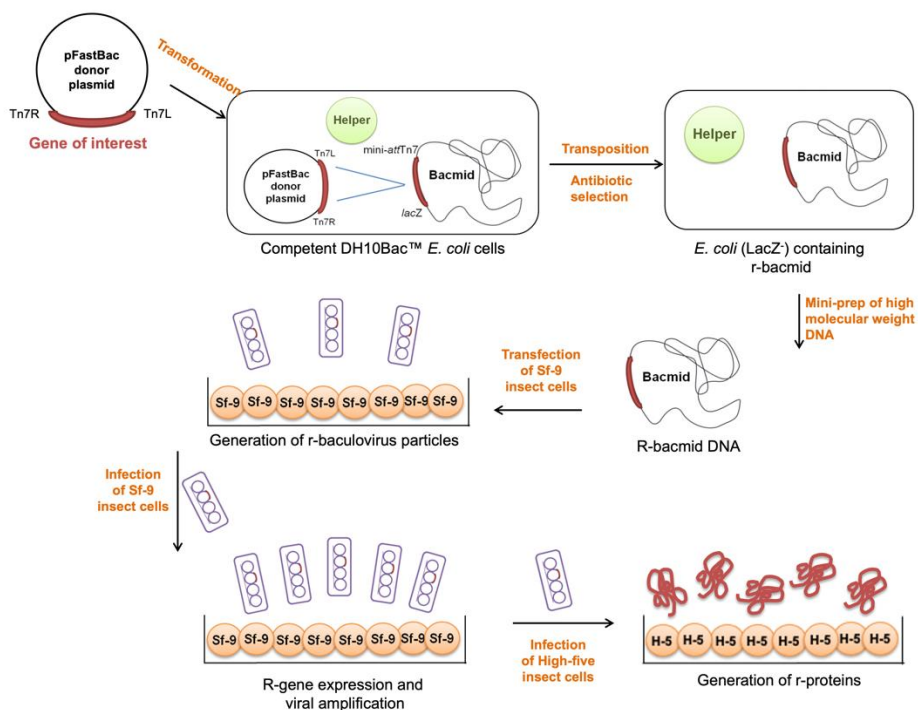 pFastBac
donor
plasmid
Tn7R
Tn7L
Gene of interest
Transformation
Helper
Tn7L
mini-attTn7
pFastBac
donor
plasmid
Bacmid
Tn7R
lacZ
Competent DH10Bac™ E. coli cells
Transposition
Antibiotic
selection
Helper
Bacmid
E. coli (LacZ-) containing
r-bacmid
Mini-prep of high
molecular weight
DNA
Bacmid
R-bacmid DNA
Transfection
of Sf-9
insect cells
Sf-9 Sf-9 Sf-9 Sf-9 Sf-9 Sf-9 Sf-9 Sf-9
Generation of r-baculovirus particles
Infection
of Sf-9
insect cells
Sf-9 Sf-9 Sf-9 Sf-9 Sf-9 Sf-9 Sf-9 Sf-9
R-gene expression and
viral amplification
Infection
of High-five
insect cells
H-5 H-5 H-5 H-5 H-5 H-5 H-5 H-5
Generation of r-proteins